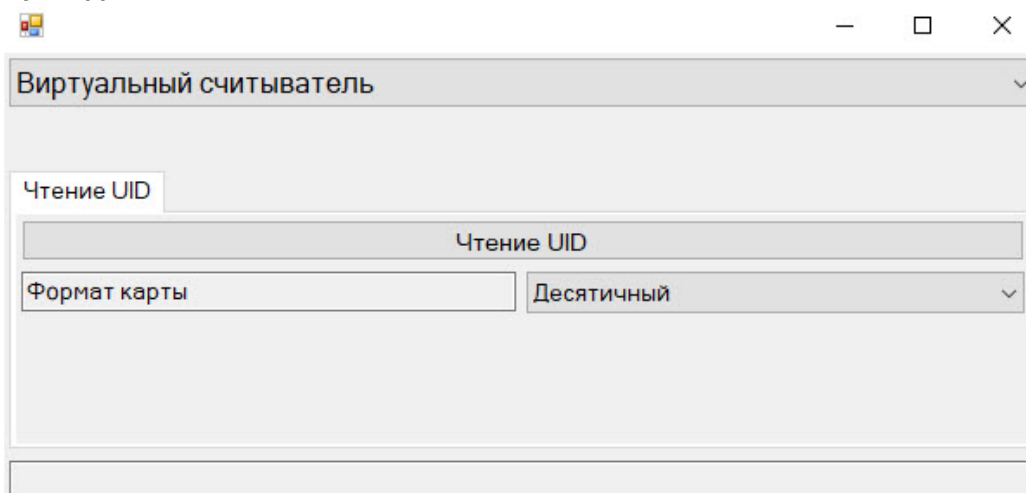 Виртуальный считыватель
Чтение UID
Чтение UID
Формат карты
Десятичный